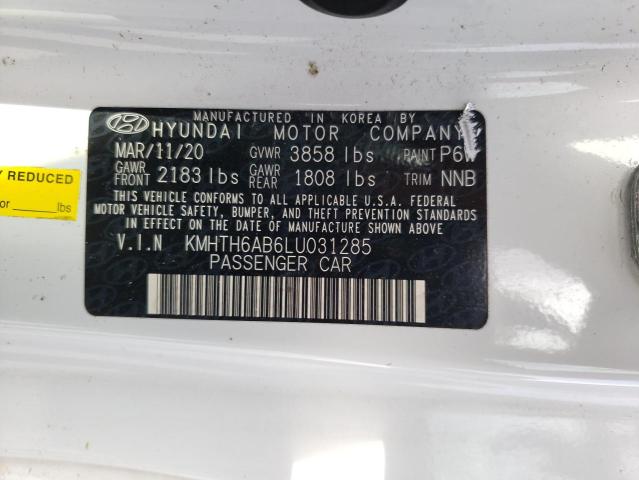 MANUFACTURED IN KOREA BY
HYUNDAI MOTOR COMPANY
MAR/11/20 GVWR 3858 lbs PAINT P6W
GAWR FRONT 2183 lbs GAWR REAR 1808 lbs TRIM NNB
THIS VEHICLE CONFORMS TO ALL APPLICABLE U.S.A. FEDERAL
MOTOR VEHICLE SAFETY, BUMPER, AND THEFT PREVENTION STANDARDS
IN EFFECT ON THE DATE OF MANUFACTURE SHOWN ABOVE.
V.I.N KMHTH6AB6LU031285
PASSENGER CAR
Y REDUCED
or _____lbs